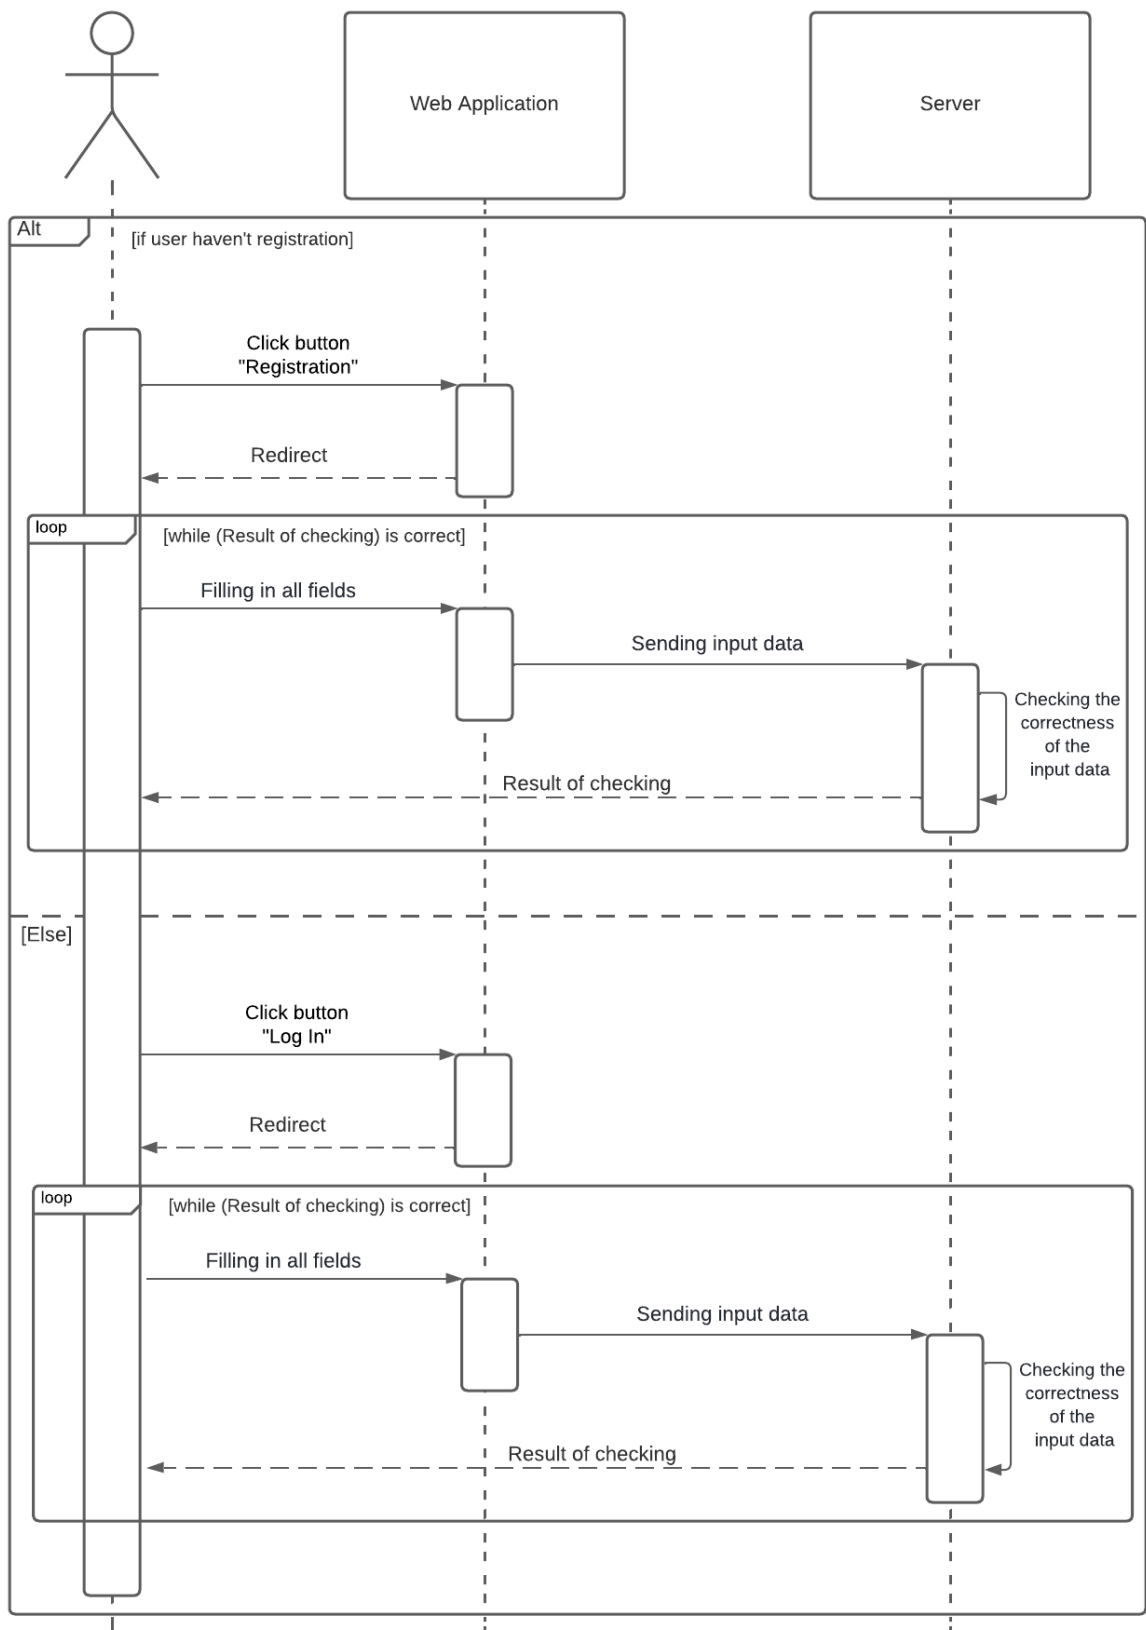 Web Application
Server
Alt
[if user haven't registration]
Click button
"Registration"
Redirect
loop
[while (Result of checking) is correct]
Filling in all fields
Sending input data
Checking the
correctness
of the
input data
Result of checking
[Else]
Click button
"Log In"
Redirect
loop
[while (Result of checking) is correct]
Filling in all fields
Sending input data
Checking the
correctness
of the
input data
Result of checking